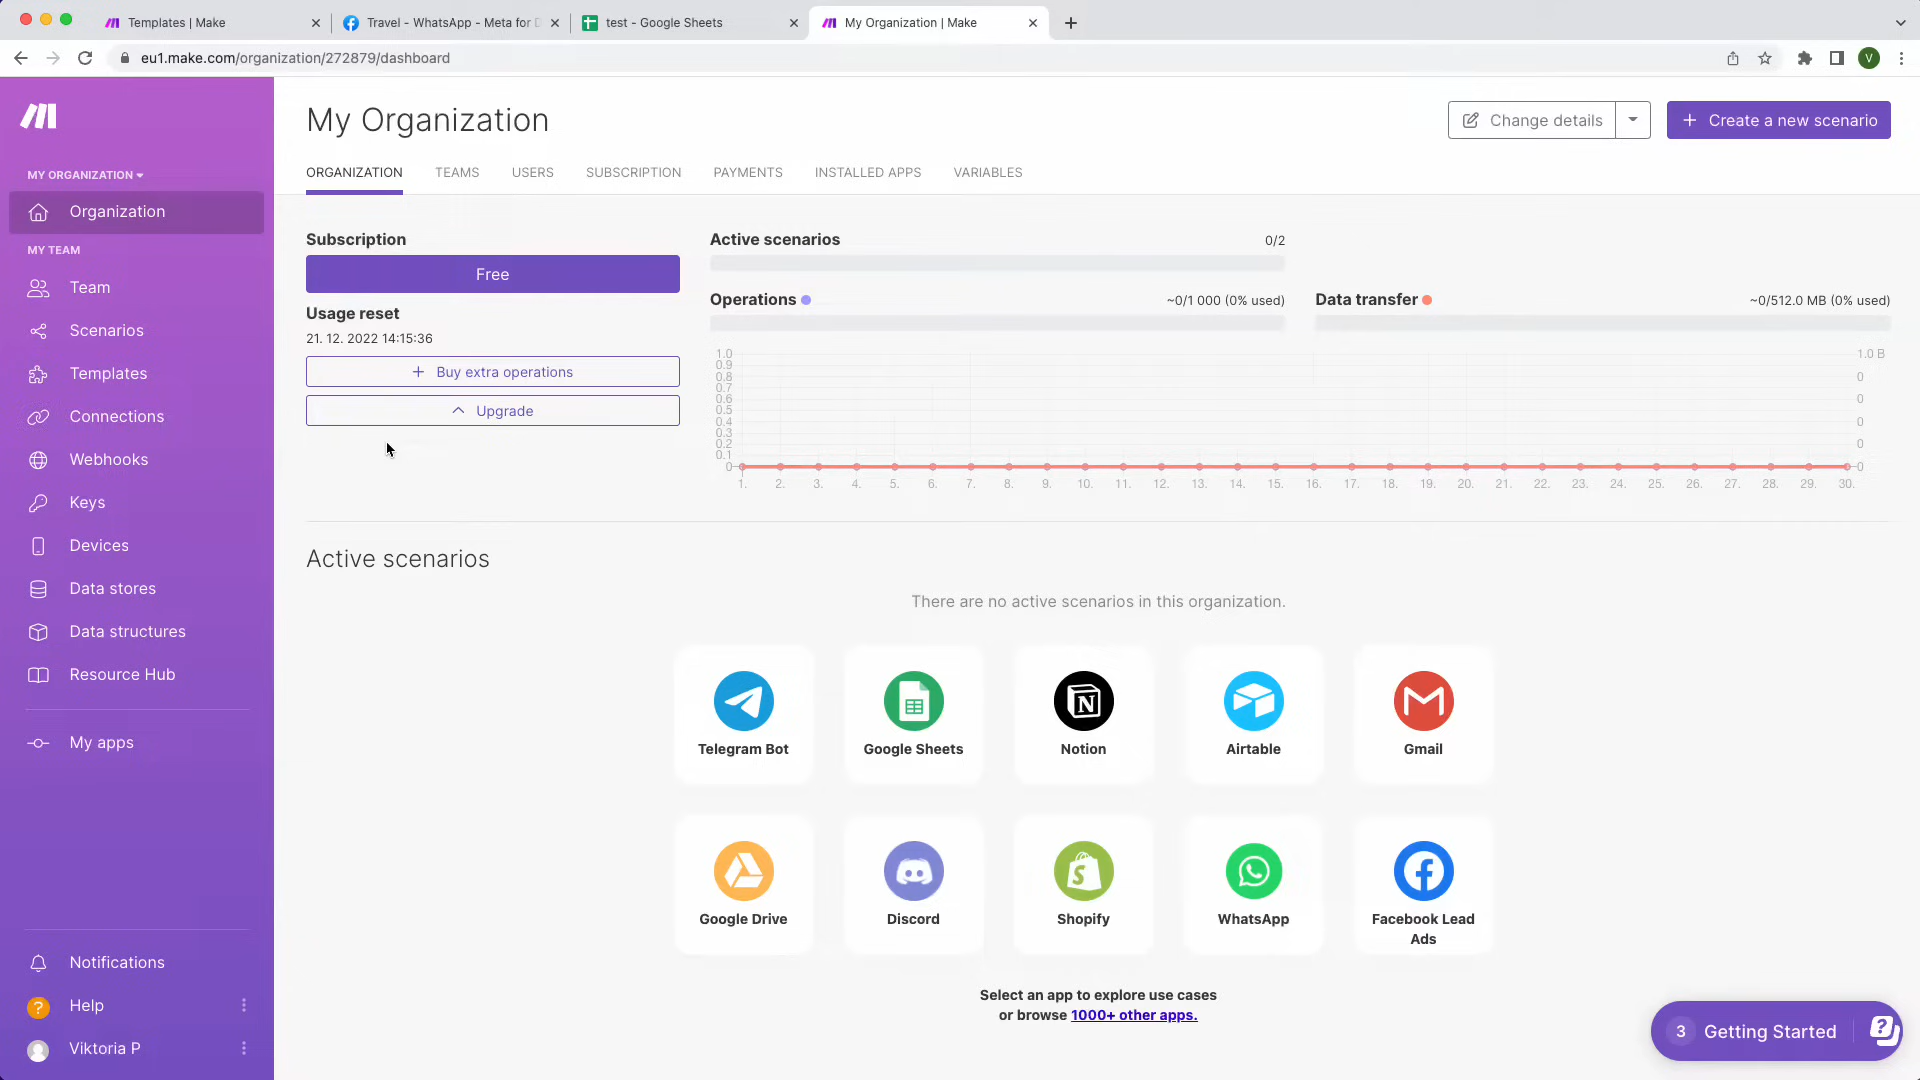 Templates | Make
Travel - WhatsApp - Meta for D
test - Google Sheets
My Organization | Make
eu1.make.com/organization/272879/dashboard
V
MY ORGANIZATION
Organization
MY TEAM
Team
Scenarios
Templates
Connections
Webhooks
Keys
Devices
Data stores
Data structures
Resource Hub
My apps
Notifications
? Help
Viktoria P
My Organization
Change details
+ Create a new scenario
ORGANIZATION TEAMS USERS SUBSCRIPTION PAYMENTS INSTALLED APPS VARIABLES
Subscription
Free
Usage reset
21. 12. 2022 14:15:36
+ Buy extra operations
Upgrade
Active scenarios 0/2
Operations ~0/1 000 (0% used)
Data transfer ~0/512.0 MB (0% used)
1.0 1.0 B
0.9
0.8 0
0.7
0.6 0
0.5
0.4 0
0.3
0.2 0
0.1
0 0
1. 2. 3. 4. 5. 6. 7. 8. 9. 10. 11. 12. 13. 14. 15. 16. 17. 18. 19. 20. 21. 22. 23. 24. 25. 26. 27. 28. 29. 30.
Active scenarios
There are no active scenarios in this organization.
Telegram Bot
Google Sheets
N
Notion
Airtable
Gmail
Google Drive
Discord
S
Shopify
WhatsApp
Facebook Lead
Ads
Select an app to explore use cases
or browse 1000+ other apps.
3 Getting Started ?